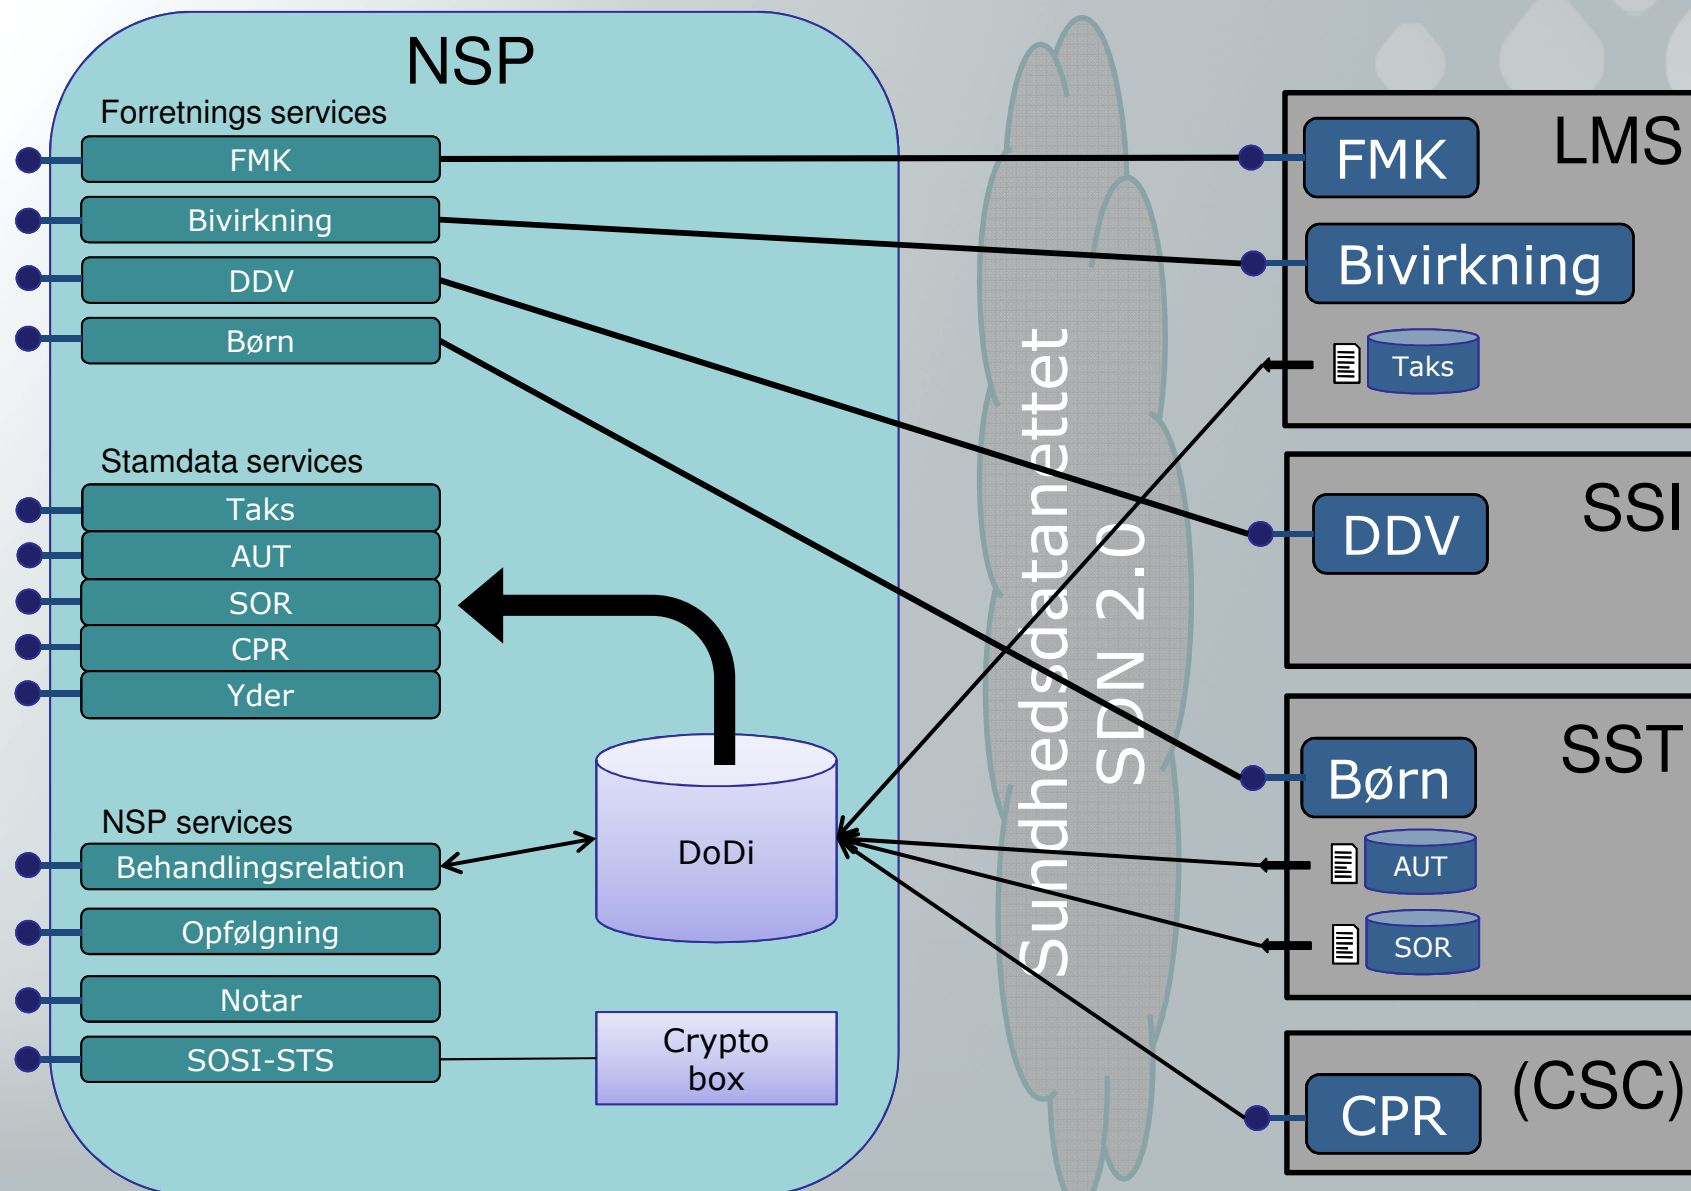 NSP
Forretnings services
FMK
Bivirkning
DDV
Børn
Stamdata services
Taks
AUT
SOR
CPR
Yder
NSP services
Behandlingsrelation
Opfølgning
Notar
SOSI-STS
DoDi
Crypto
box
Sundhedsdatanettet
SDN 2.0
LMS
FMK
Bivirkning
Taks
SSI
DDV
SST
Børn
AUT
SOR
(CSC)
CPR